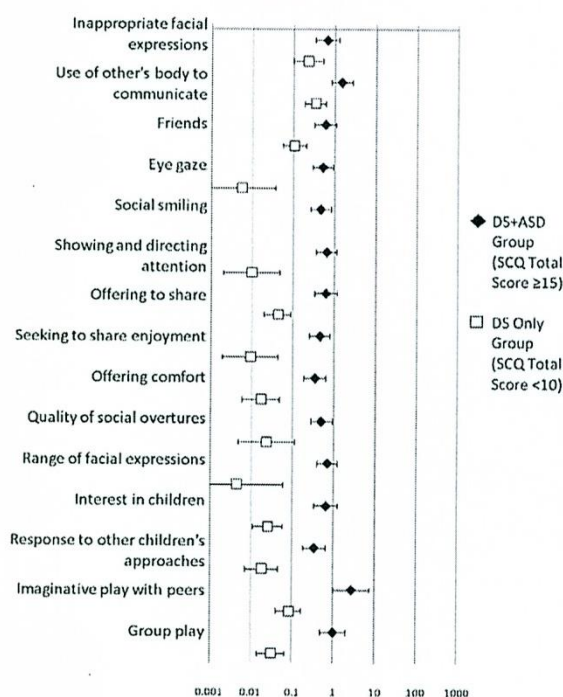 Inappropriate facial
expressions
Use of other's body to
communicate
Friends
Eye gaze
Social smiling
Showing and directing
attention
Offering to share
Seeking to share enjoyment
Offering comfort
Quality of social overtures
Range of facial expressions
Interest in children
Response to other children's
approaches
Imaginative play with peers
Group play
0.001 0.01 0.1 1 10 100 1000
DS+ASD
Group
(SCQ Total
Score ≥15)
DS Only
Group
(SCQ Total
Score <10)